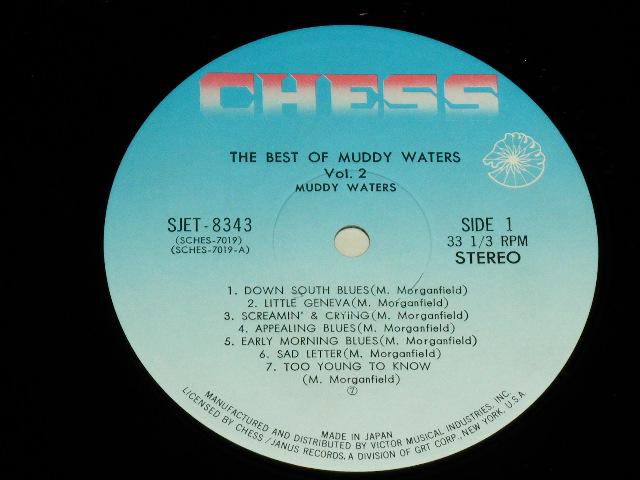 CHESS
THE BEST OF MUDDY WATERS
Vol. 2
MUDDY WATERS
SJET-8343
(SCHES-7019)
(SCHES-7019-A)
SIDE 1
33 1/3 RPM
STEREO
1. DOWN SOUTH BLUES(M. Morganfield)
2. LITTLE GENEVA(M. Morganfield)
3. SCREAMIN' & CRYING(M. Morganfield)
4. APPEALING BLUES(M. Morganfield)
5. EARLY MORNING BLUES(M. Morganfield)
6. SAD LETTER(M. Morganfield)
7. TOO YOUNG TO KNOW
(M. Morganfield)
⑦
MADE IN JAPAN
MANUFACTURED AND DISTRIBUTED BY VICTOR MUSICAL INDUSTRIES, INC.
LICENSED BY CHESS/JANUS RECORDS, A DIVISION OF GRT CORP., NEW YORK, U.S.A.